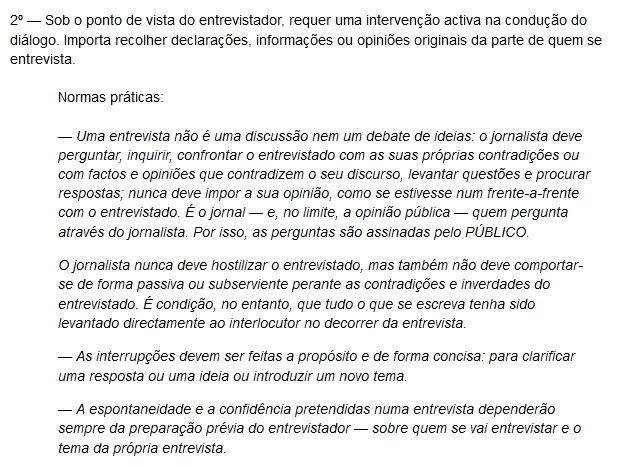 2º — Sob o ponto de vista do entrevistador, requer uma intervenção activa na condução do
diálogo. Importa recolher declarações, informações ou opiniões originais da parte de quem se
entrevista.
Normas práticas:
— Uma entrevista não é uma discussão nem um debate de ideias: o jornalista deve
perguntar, inquirir, confrontar o entrevistado com as suas próprias contradições ou
com factos e opiniões que contradizem o seu discurso, levantar questões e procurar
respostas; nunca deve impor a sua opinião, como se estivesse num frente-a-frente
com o entrevistado. É o jornal — e, no limite, a opinião pública — quem pergunta
através do jornalista. Por isso, as perguntas são assinadas pelo PÚBLICO.
O jornalista nunca deve hostilizar o entrevistado, mas também não deve comportar-
se de forma passiva ou subserviente perante as contradições e inverdades do
entrevistado. É condição, no entanto, que tudo o que se escreva tenha sido
levantado directamente ao interlocutor no decorrer da entrevista.
— As interrupções devem ser feitas a propósito e de forma concisa: para clarificar
uma resposta ou uma ideia ou introduzir um novo tema.
— A espontaneidade e a confidência pretendidas numa entrevista dependerão
sempre da preparação prévia do entrevistador — sobre quem se vai entrevistar e o
tema da própria entrevista.